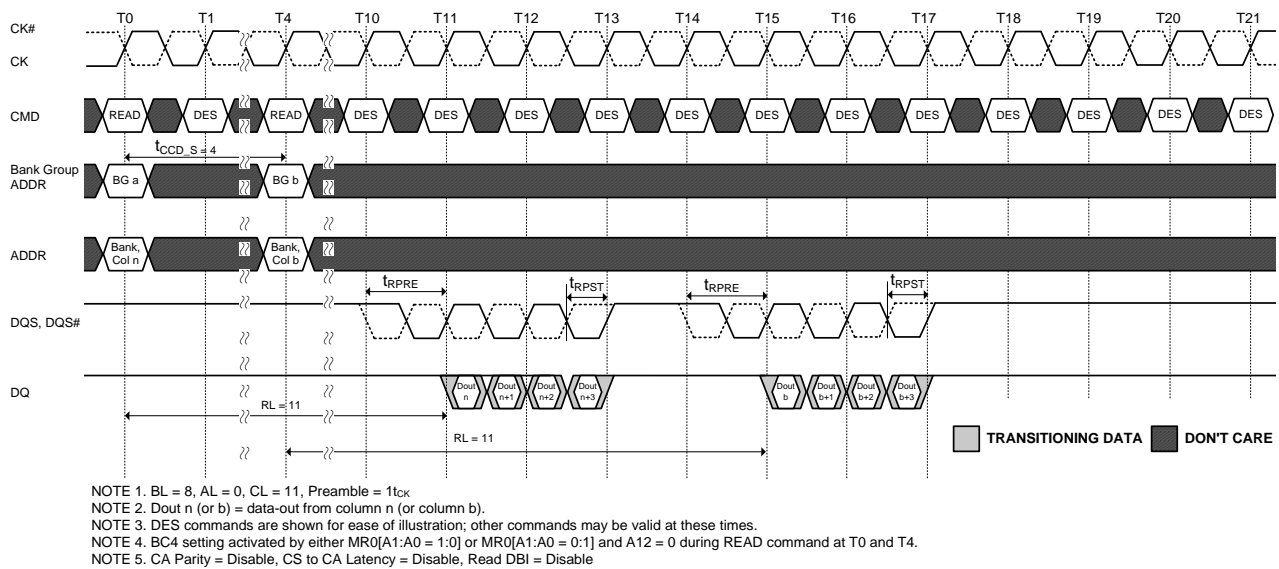 T0 T1 T4 T10 T11 T12 T13 T14 T15 T16 T17 T18 T19 T20 T21
CK#
CK
CMD READ DES READ DES DES DES DES DES DES DES DES DES DES DES DES
tCCD_S = 4
Bank Group
ADDR
BG a BG b
ADDR
Bank,
Col n
Bank,
Col b
tRPRE tRPST tRPRE tRPST
DQS, DQS#
DQ
Dout
n
Dout
n+1
Dout
n+2
Dout
n+3
Dout
b
Dout
b+1
Dout
b+2
Dout
b+3
RL = 11
RL = 11
TRANSITIONING DATA DON'T CARE
NOTE 1. BL = 8, AL = 0, CL = 11, Preamble = 1tCK
NOTE 2. Dout n (or b) = data-out from column n (or column b).
NOTE 3. DES commands are shown for ease of illustration; other commands may be valid at these times.
NOTE 4. BC4 setting activated by either MR0[A1:A0 = 1:0] or MR0[A1:A0 = 0:1] and A12 = 0 during READ command at T0 and T4.
NOTE 5. CA Parity = Disable, CS to CA Latency = Disable, Read DBI = Disable